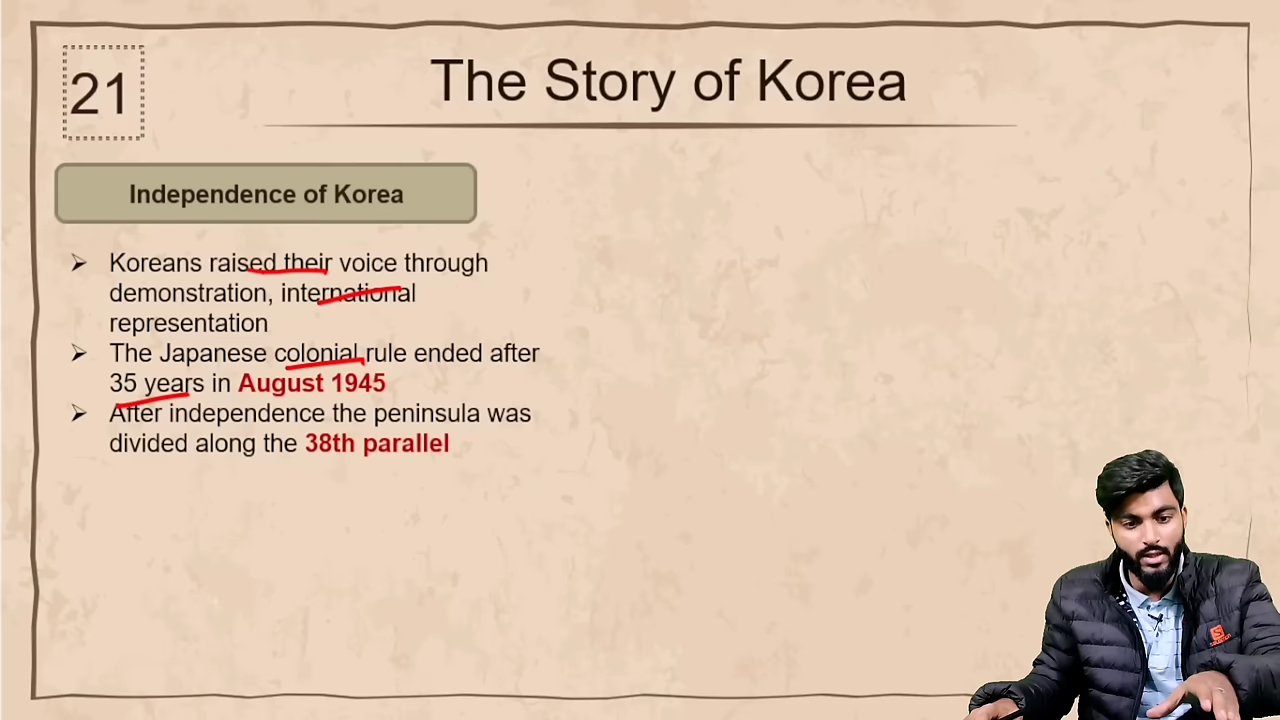 21
The Story of Korea
Independence of Korea
➢ Koreans raised their voice through
demonstration, international
representation
➢ The Japanese colonial rule ended after
35 years in August 1945
➢ After independence the peninsula was
divided along the 38th parallel